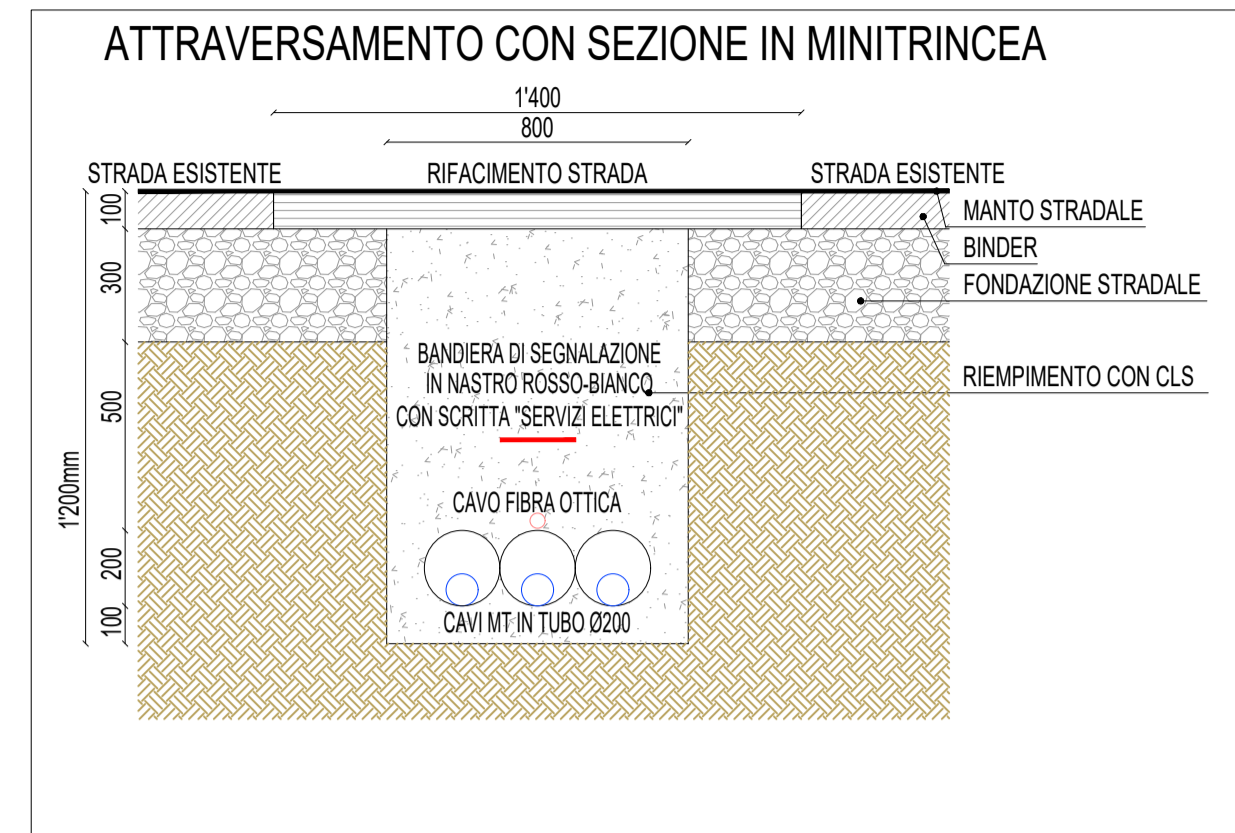 ATTRAVERSAMENTO CON SEZIONE IN MINITRINCEA
1'400
800
STRADA ESISTENTE
RIFACIMENTO STRADA
STRADA ESISTENTE
100
MANTO STRADALE
BINDER
300
FONDAZIONE STRADALE
BANDIERA DI SEGNALAZIONE
IN NASTRO ROSSO-BIANCO
CON SCRITTA "SERVIZI ELETTRICI"
RIEMPIMENTO CON CLS
500
1'200mm
CAVO FIBRA OTTICA
200
100
CAVI MT IN TUBO Ø200